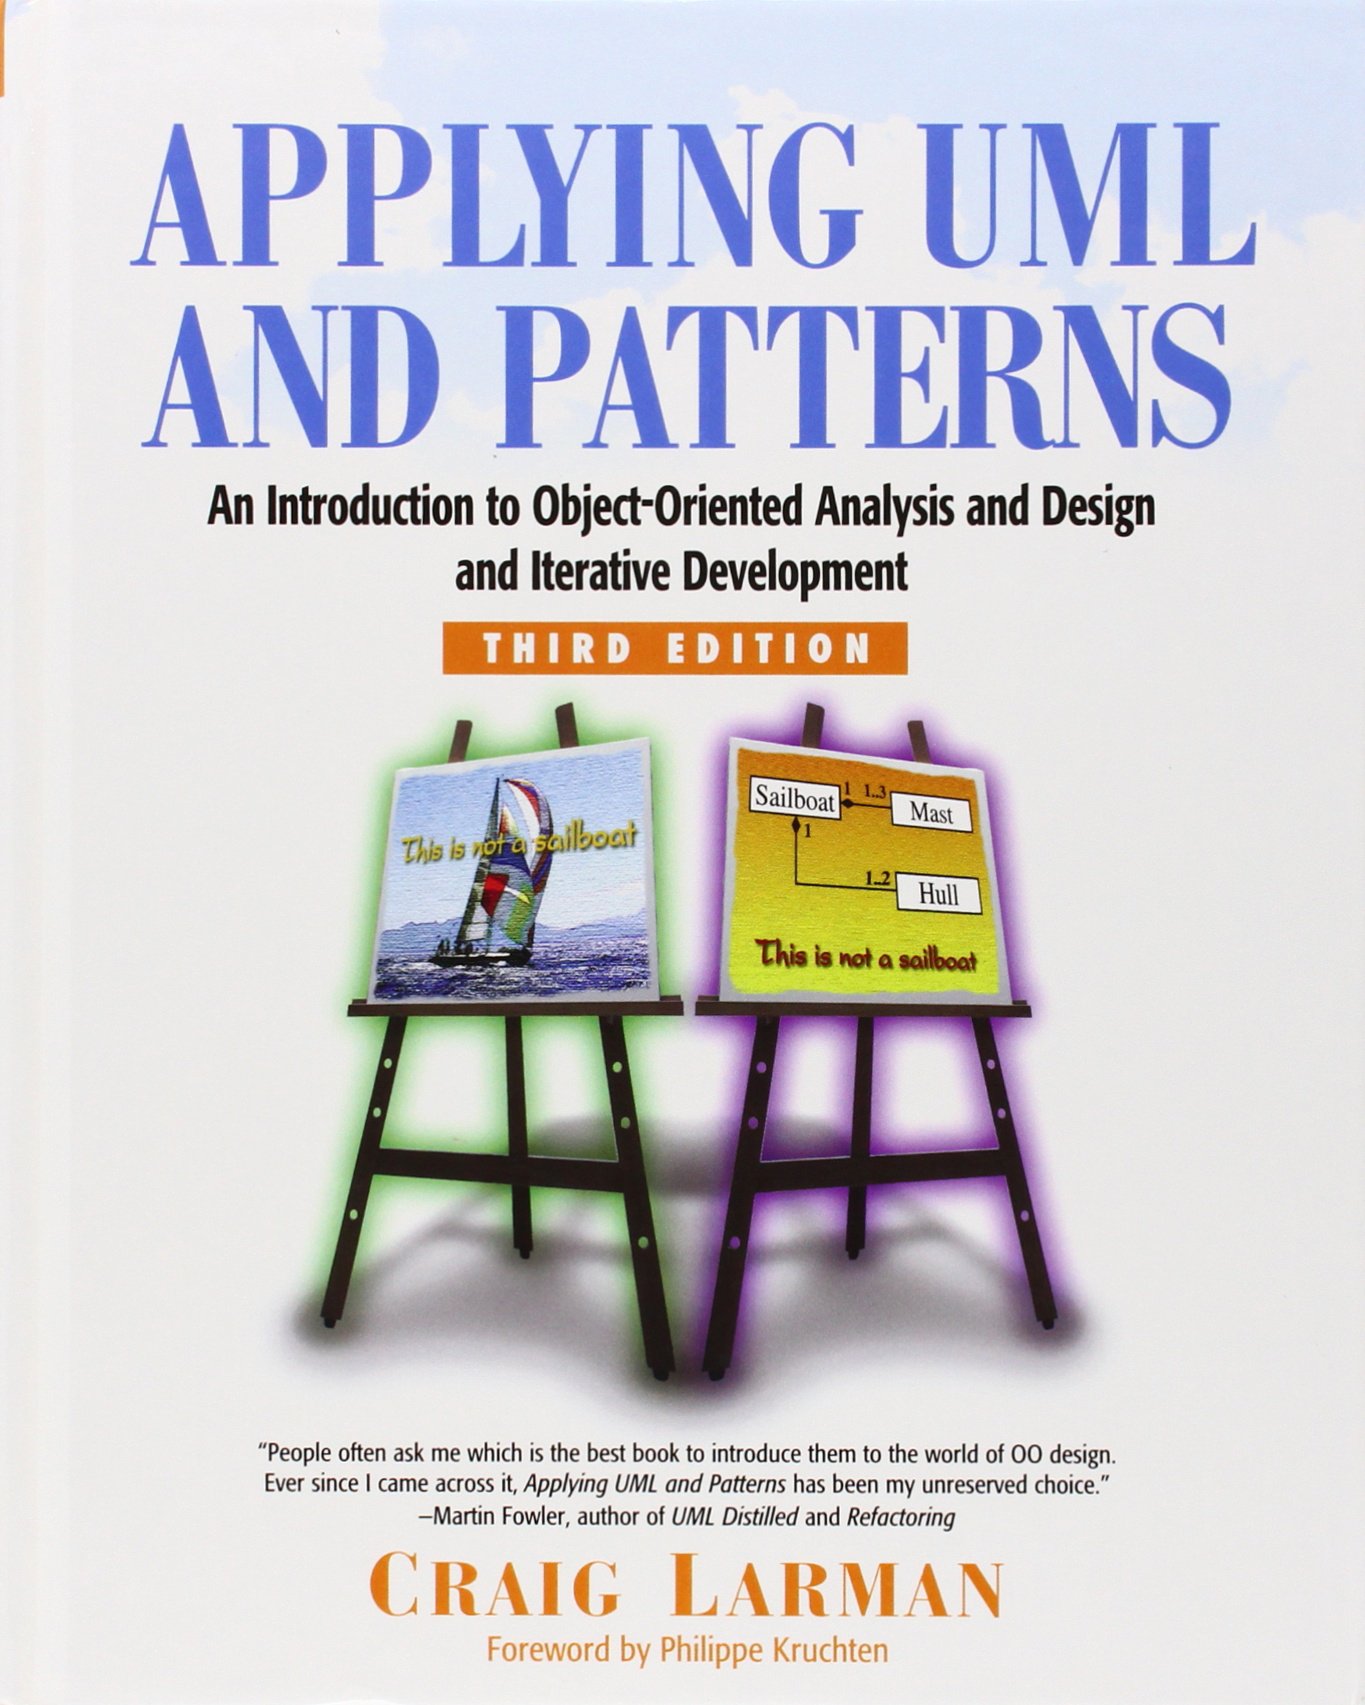 APPLYING UML
AND PATTERNS
An Introduction to Object-Oriented Analysis and Design
and Iterative Development
THIRD EDITION
This is not a sailboat
Sailboat 1 1..3 Mast
1
1..2 Hull
This is not a sailboat
“People often ask me which is the best book to introduce them to the world of OO design.
Ever since I came across it, Applying UML and Patterns has been my unreserved choice.”
–Martin Fowler, author of UML Distilled and Refactoring
CRAIG LARMAN
Foreword by Philippe Kruchten